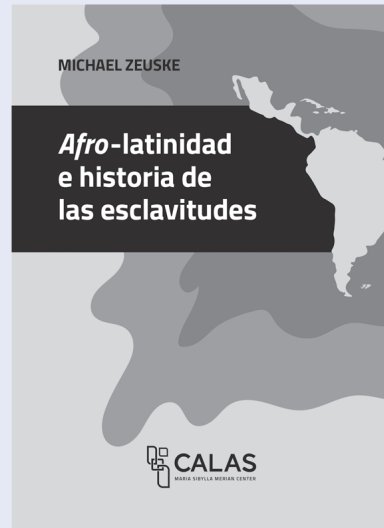 MICHAEL ZEUSKE
Afro-latinidad
e historia de
las esclavitudes
CALAS
MARIA SIBYLLA MERIAN CENTER